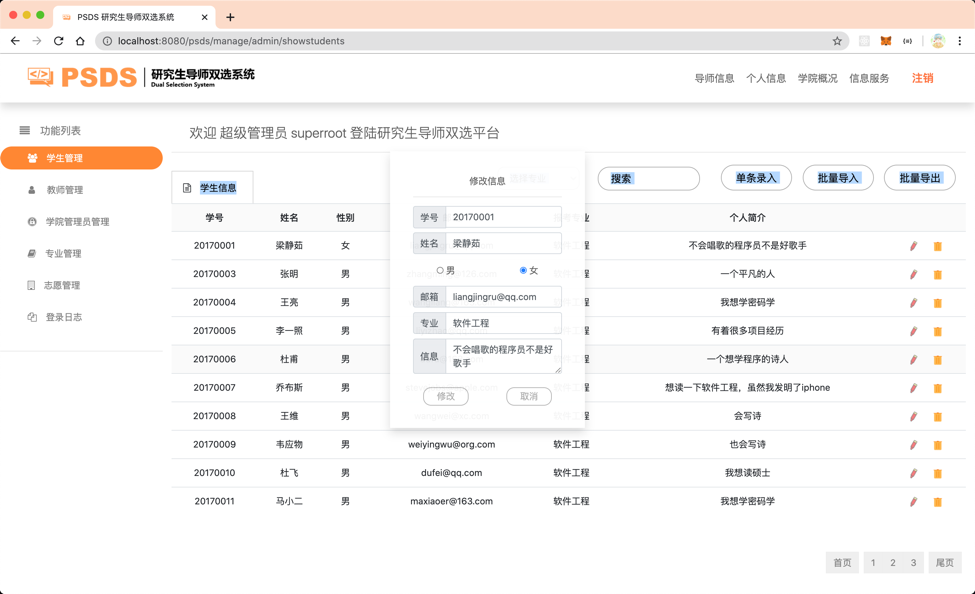 PSDS 研究生导师双选系统
localhost:8080/psds/manage/admin/showstudents
PSDS 研究生导师双选系统
Dual Selection System
导师信息 个人信息 学院概况 信息服务 注销
功能列表
学生管理
教师管理
学院管理员管理
专业管理
志愿管理
登录日志
欢迎 超级管理员 superroot 登陆研究生导师双选平台
学生信息
搜索 单条录入 批量导入 批量导出
学号 姓名 性别 业 个人简介
20170001 梁静茹 女 程 不会唱歌的程序员不是好歌手
20170003 张明 男 程 一个平凡的人
20170004 王亮 男 程 我想学密码学
20170005 李一照 男 程 有着很多项目经历
20170006 杜甫 男 程 一个想学程序的诗人
20170007 乔布斯 男 程 想读一下软件工程，虽然我发明了iphone
20170008 王维 男 程 会写诗
20170009 韦应物 男 weiyingwu@org.com 软件工程 也会写诗
20170010 杜飞 男 dufei@qq.com 软件工程 我想读硕士
20170011 马小二 男 maxiaoer@163.com 软件工程 我想学密码学
修改信息
学号 20170001
姓名 梁静茹
男 女
邮箱 liangjingru@qq.com
专业 软件工程
信息 不会唱歌的程序员不是好
歌手
修改 取消
首页 1 2 3 尾页